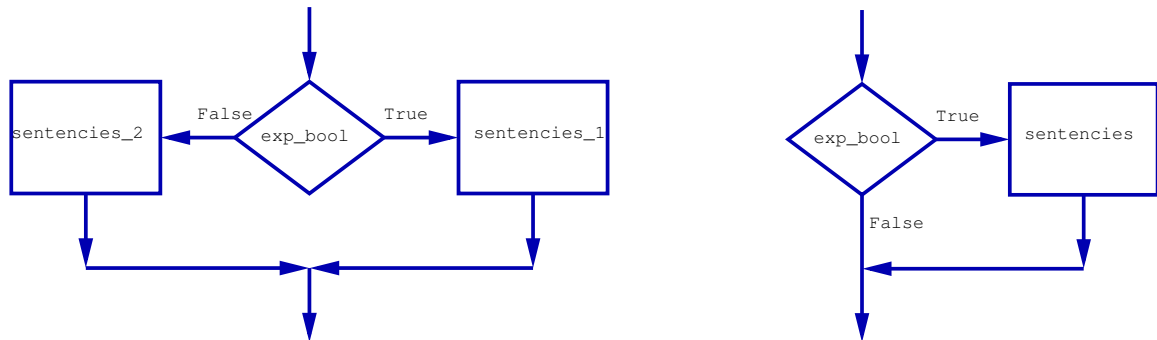 False
True
sentencies_2
exp_bool
sentencies_1
True
exp_bool
sentencies
False